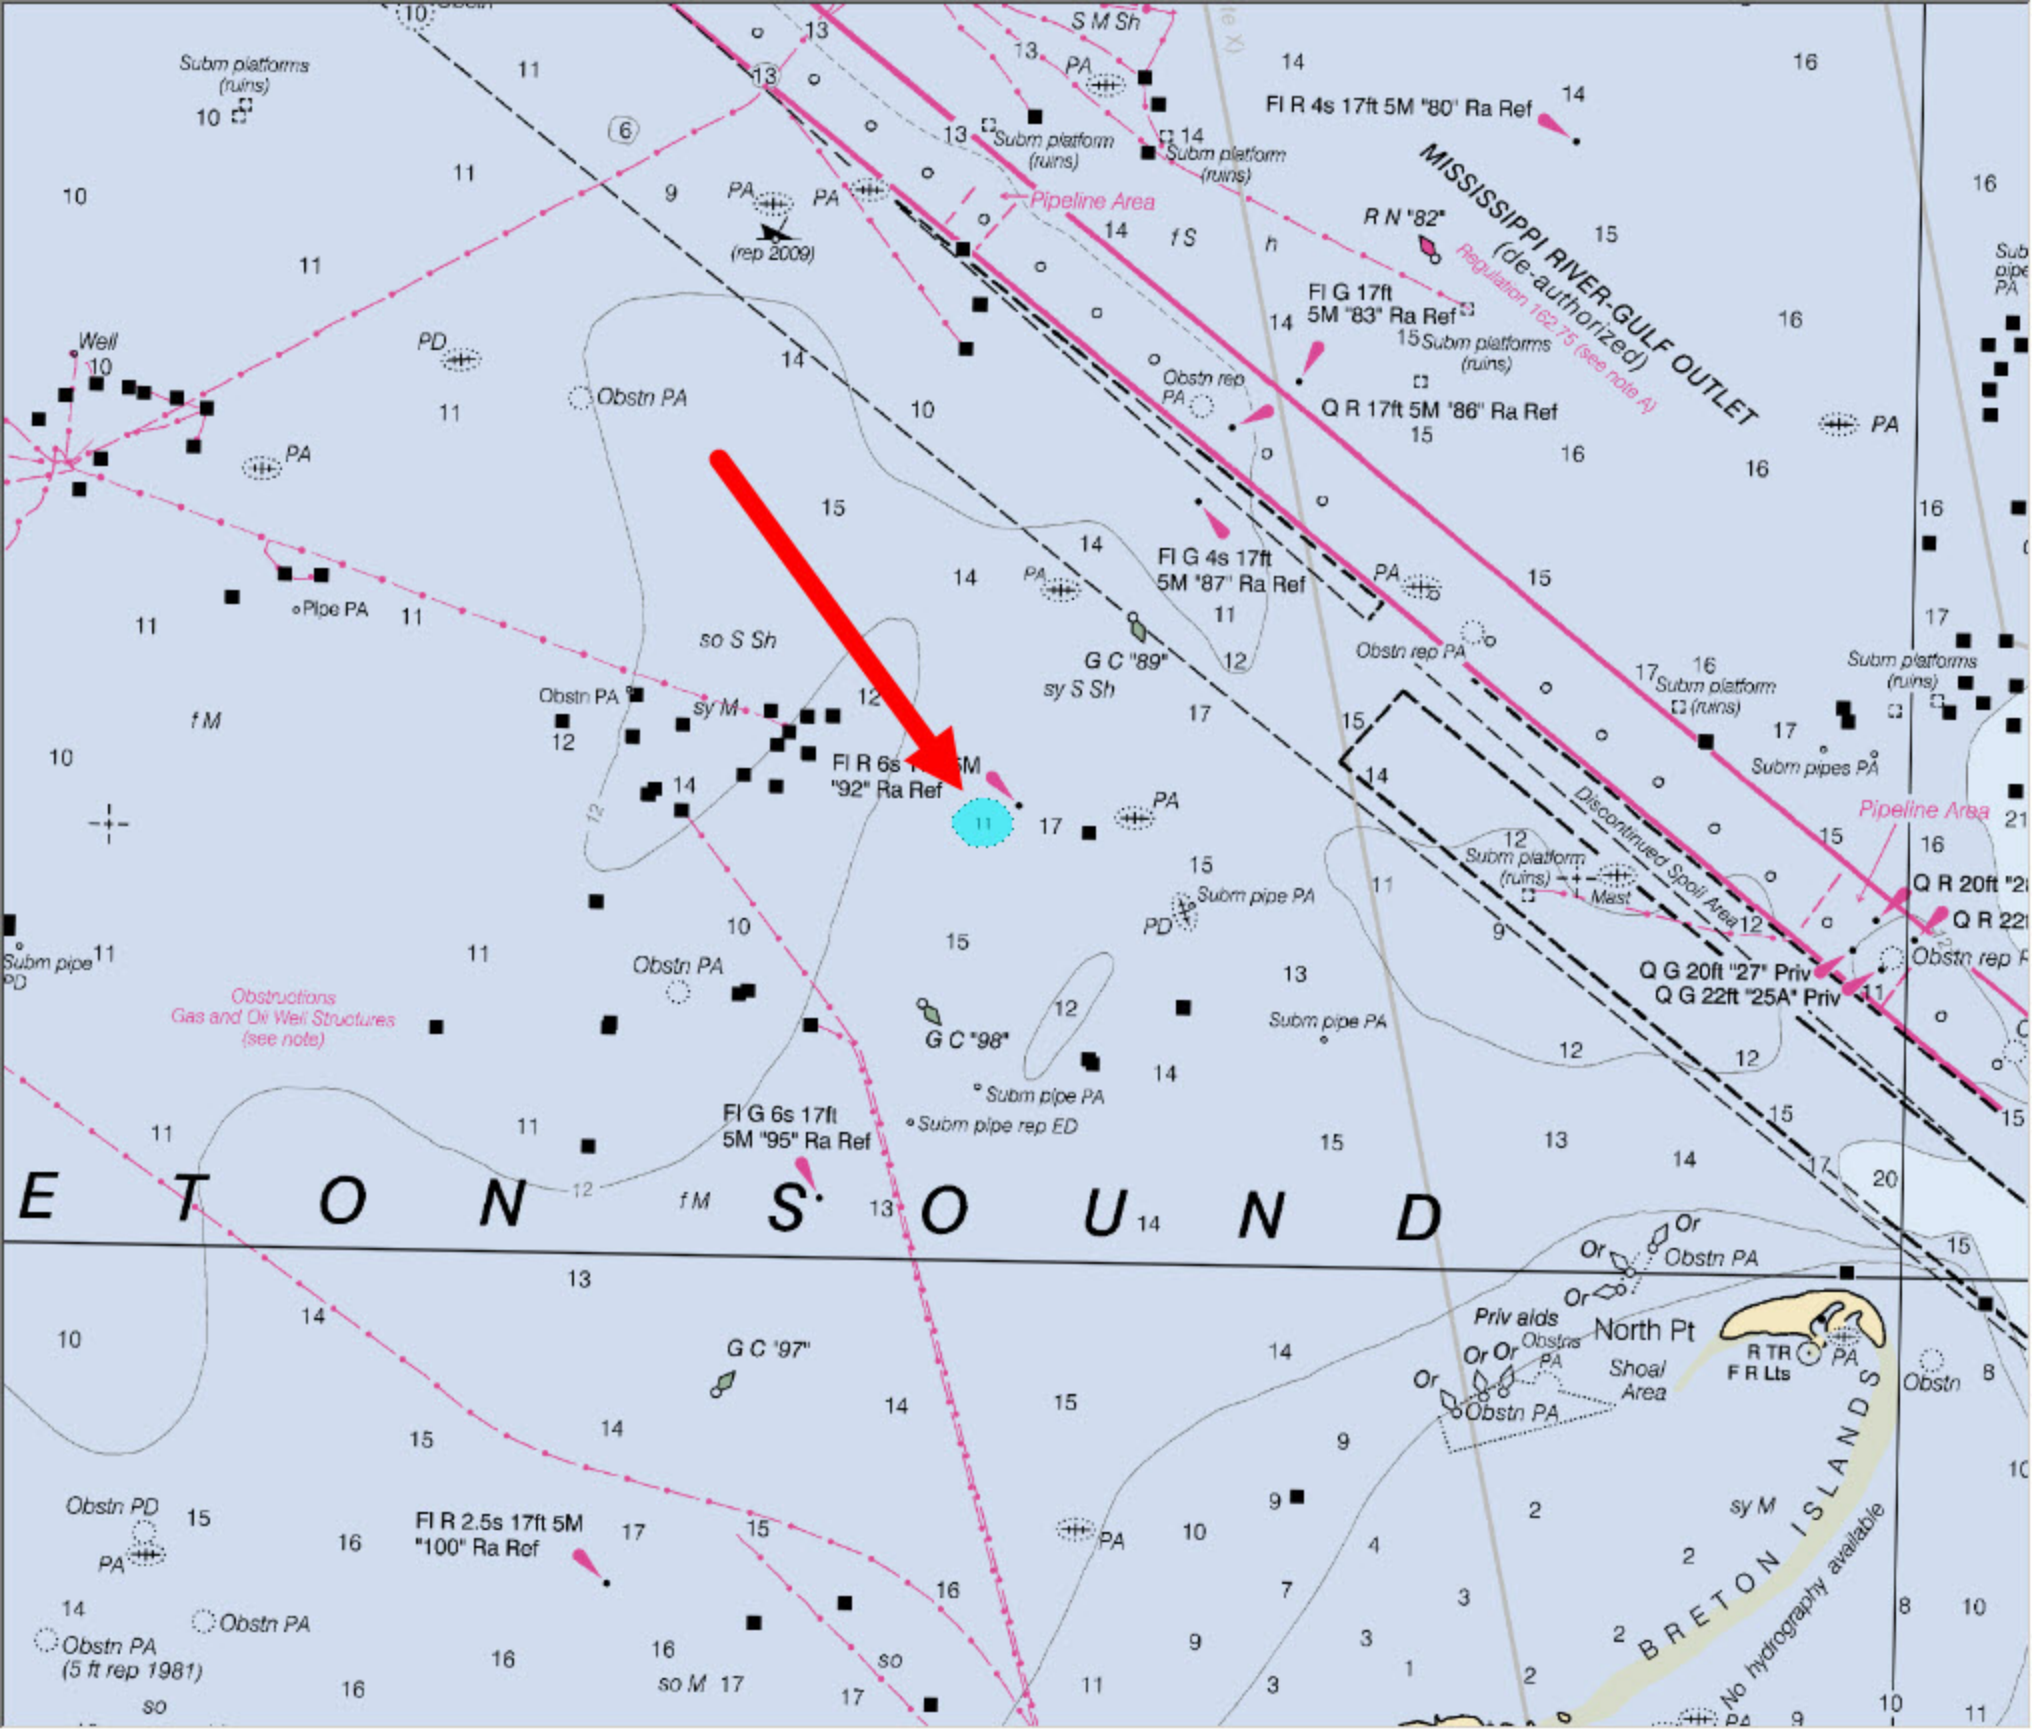 10
Subm platforms
(ruins)
10
11
13
13
S M Sh
13
PA
14
16
Fl R 4s 17ft 5M "80" Ra Ref
14
6
13
Subm platform
(ruins)
14
Subm platform
(ruins)
MISSISSIPPI RIVER-GULF OUTLET
(de-authorized)
Regulation 162.75 (see note A)
10
11
9
PA
PA
(rep 2009)
Pipeline Area
14
f S
h
R N "82"
15
16
11
Fl G 17ft
5M "83" Ra Ref
14
15
Subm platforms
(ruins)
16
Well
10
PD
14
Obstn rep
PA
Q R 17ft 5M "86" Ra Ref
15
Obstn PA
11
10
PA
PA
16
16
15
16
14
Fl G 4s 17ft
5M "87" Ra Ref
PA
14
PA
15
Pipe PA
11
11
11
17
so S Sh
G C "89"
12
Obstn rep PA
Subm platforms
(ruins)
sy S Sh
17
16
Subm platform
(ruins)
Obstn PA
sy M
12
f M
12
17
15
17
Subm pipes PA
10
Fl R 6s
5M
"92" Ra Ref
14
14
12
11
17
PA
Discontinued Spoil Area
Pipeline Area
21
12
15
16
Subm platform
(ruins)
Mast
15
11
Subm pipe PA
PD
Q R 20ft
Q R 22ft
12
9
10
15
11
11
Subm pipe
PD
Obstn PA
13
Obstn rep
Q G 20ft "27" Priv
Q G 22ft "25A" Priv
11
Obstructions
Gas and Oil Well Structures
(see note)
12
G C "98"
Subm pipe PA
12
12
14
Subm pipe PA
Subm pipe rep ED
Fl G 6s 17ft
5M "95" Ra Ref
15
15
11
11
15
13
14
17
20
12
f M
13
14
E T O N S O U N D
Or
Or
Obstn PA
Or
15
13
14
10
Priv aids
North Pt
G C "97"
14
Obstns
PA
Or Or
R TR
F R Lts
PA
Or
Shoal
Area
Obstn
8
Obstn PA
14
15
14
15
9
10
BRETON ISLANDS
No hydrography available
Obstn PD
15
PA
Fl R 2.5s 17ft 5M
"100" Ra Ref
17
15
16
9
2
sy M
PA
10
4
2
16
7
3
14
Obstn PA
Obstn PA
(5 ft rep 1981)
8
10
2
16
16
so
9
3
16
so M 17
17
11
3
1
2
so
10
11
9
PA